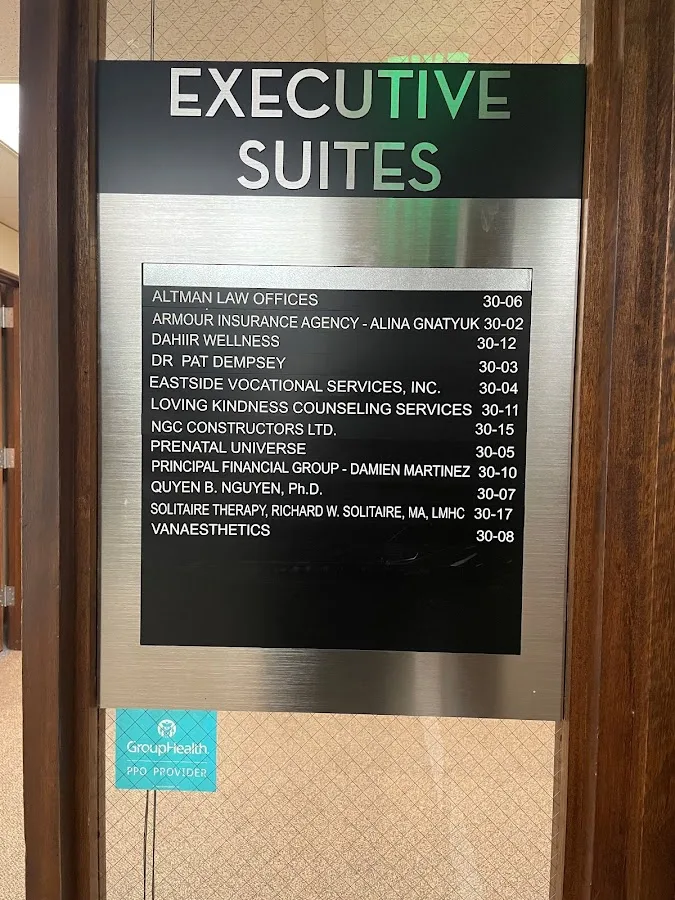 EXECUTIVE
SUITES
ALTMAN LAW OFFICES 30-06
ARMOUR INSURANCE AGENCY - ALINA GNATYUK 30-02
DAHIIR WELLNESS 30-12
DR PAT DEMPSEY 30-03
EASTSIDE VOCATIONAL SERVICES, INC. 30-04
LOVING KINDNESS COUNSELING SERVICES 30-11
NGC CONSTRUCTORS LTD. 30-15
PRENATAL UNIVERSE 30-05
PRINCIPAL FINANCIAL GROUP - DAMIEN MARTINEZ 30-10
QUYEN B. NGUYEN, Ph.D. 30-07
SOLITAIRE THERAPY, RICHARD W. SOLITAIRE, MA, LMHC 30-17
VANAESTHETICS 30-08
GroupHealth
PPO PROVIDER